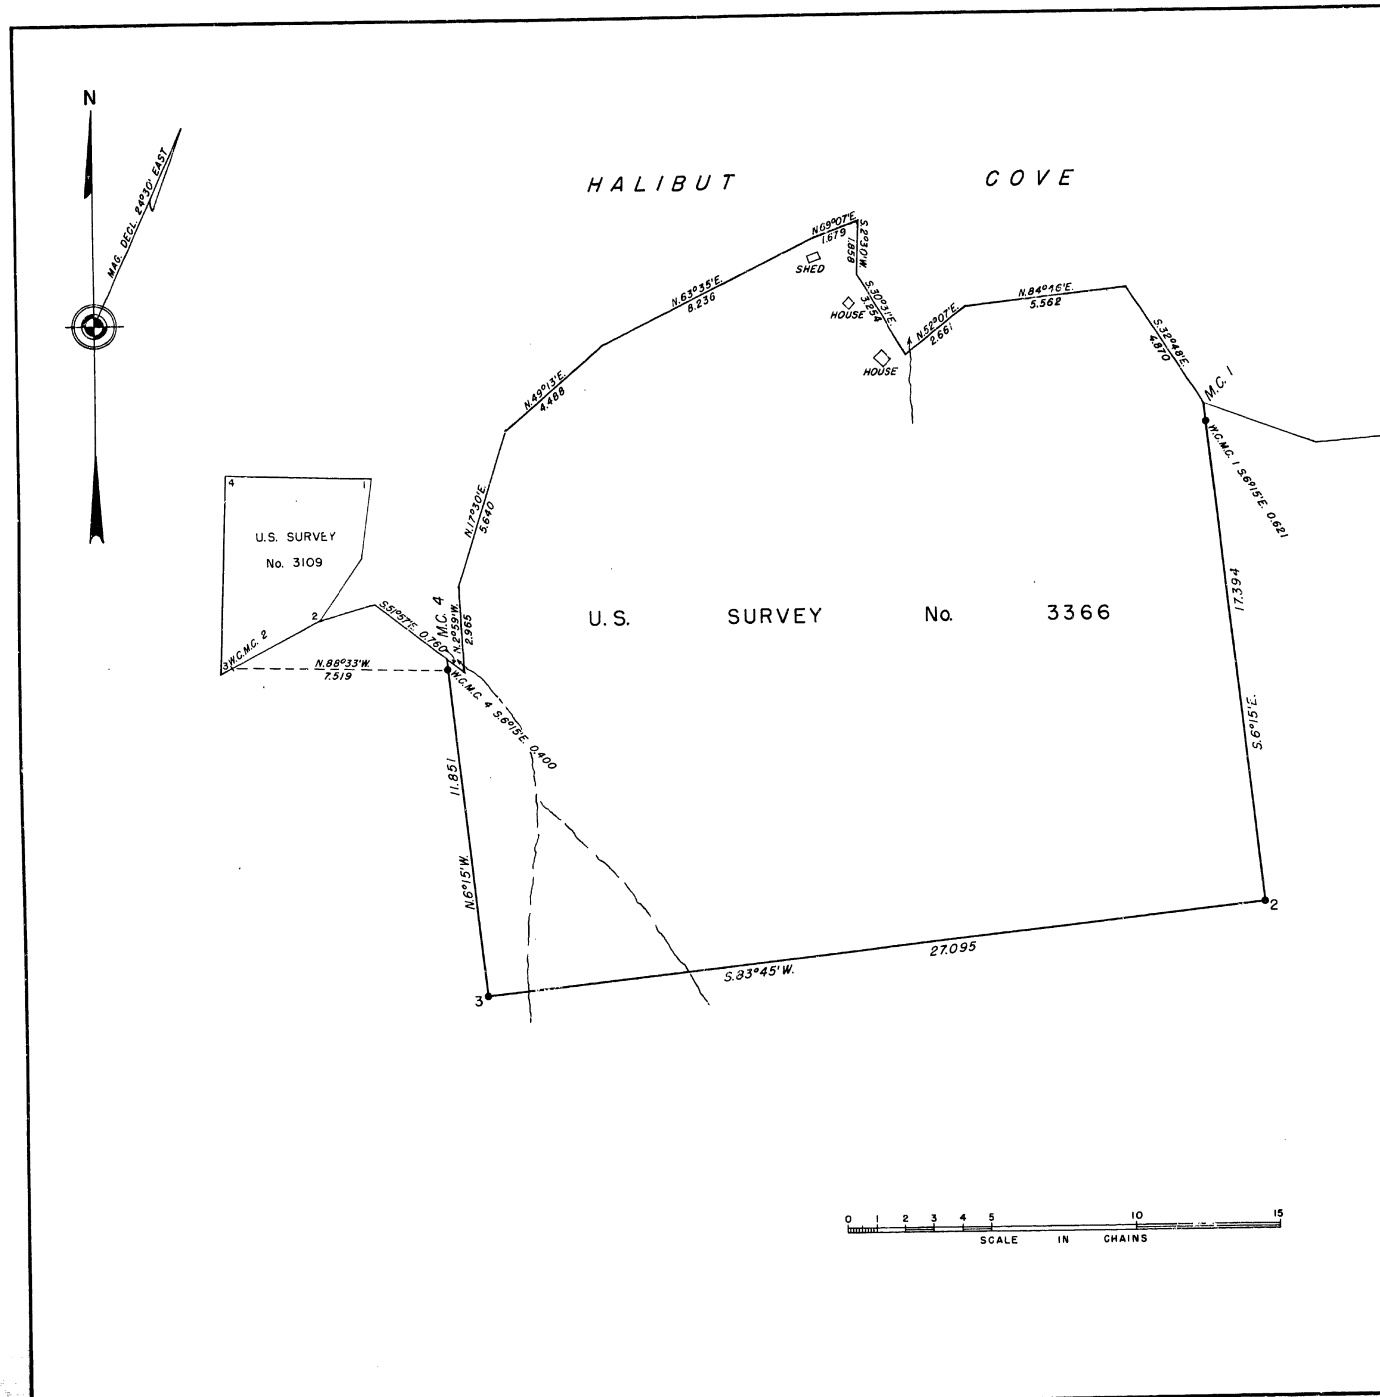 N
MAG. DECL. 24°30' EAST
HALIBUT COVE
N.69°07'E.
1.679
S.2°30'W.
1.858
SHED
N.63°35'E.
8.236
S.30°31'E.
3.254
HOUSE
HOUSE
N.52°07'E.
2.661
N.84°46'E.
5.562
S.32°48'E.
4.870
M.C. 1
W.C.M.C. 1 S.6°15'E. 0.621
N.49°13'E.
4.488
N.17°30'E.
5.640
4
1
U.S. SURVEY
No. 3109
2
3
W.C.M.C. 2
S.51°57'E. 0.760
M.C. 4
N.2°59'W.
2.965
N.88°33'W.
7.519
W.C.M.C. 4 S.6°15'E. 0.400
U.S. SURVEY No. 3366
17.394
S.6°15'E.
11.851
N.6°15'W.
2
27.095
S.83°45'W.
3
0 1 2 3 4 5 10 15
SCALE IN CHAINS